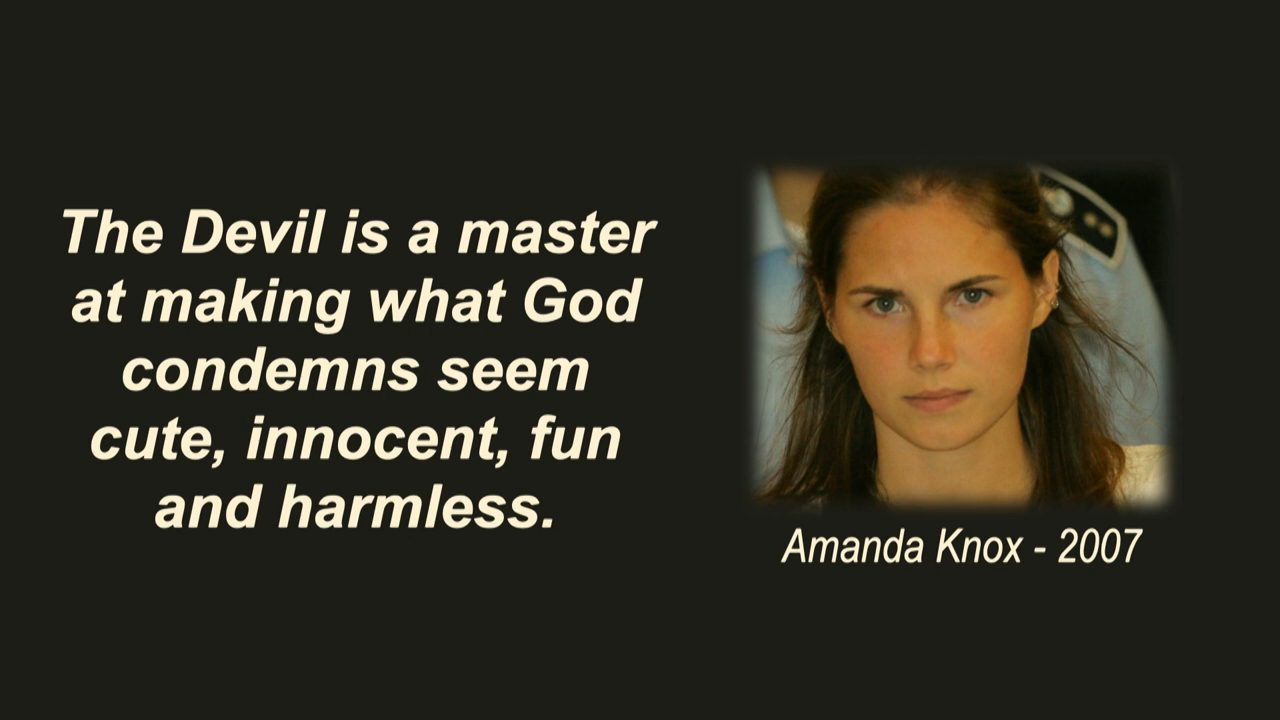 The Devil is a master
at making what God
condemns seem
cute, innocent, fun
and harmless.
Amanda Knox - 2007